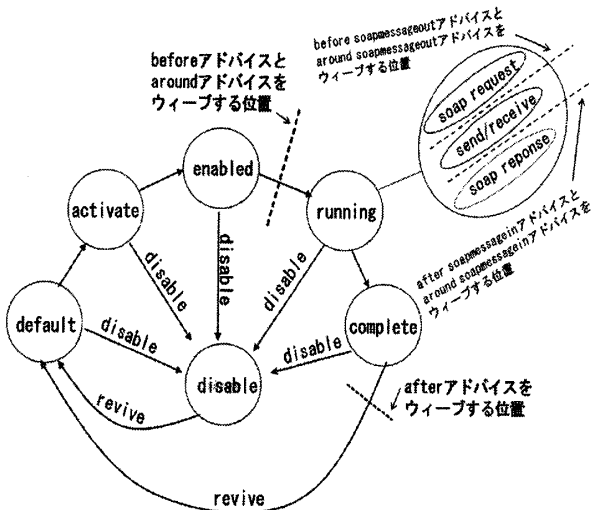 beforeアドバイスと
aroundアドバイスを
ウィーブする位置
before soapmessageoutアドバイスと
around soapmessageoutアドバイスを
ウィーブする位置
soap request
send/receive
soap reponse
enabled
activate
running
disable
disable
disable
after soapmessageinアドバイスと
around soapmessageinアドバイスを
ウィーブする位置
default
disable
complete
disable
disable
revive
afterアドバイスを
ウィーブする位置
revive